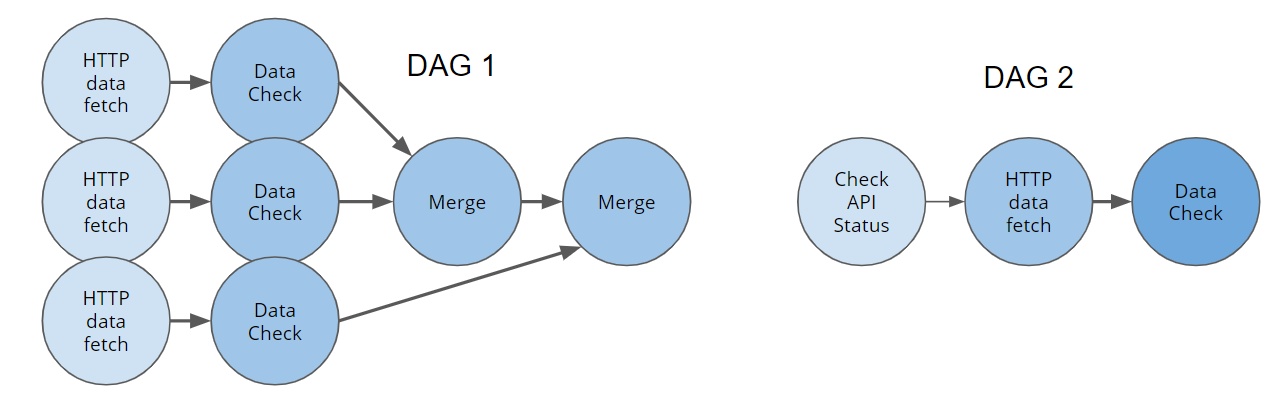 DAG 1
HTTP
data
fetch
Data
Check
HTTP
data
fetch
Data
Check
Merge
Merge
HTTP
data
fetch
Data
Check
DAG 2
Check
API
Status
HTTP
data
fetch
Data
Check